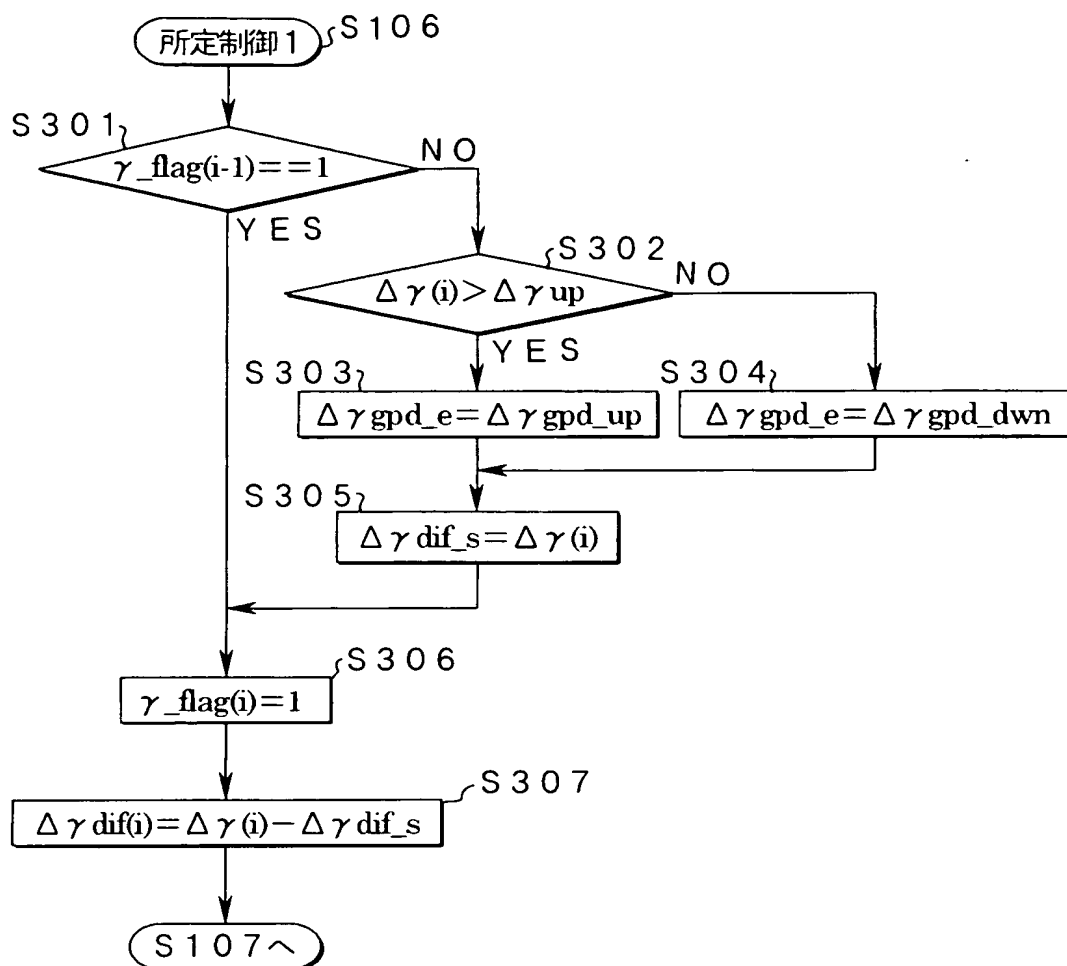 所定制御1
S106
S301
γ_flag(i-1)==1
NO
YES
S302
Δγ(i)>Δγup
NO
YES
S303
Δγgpd_e=Δγgpd_up
S304
Δγgpd_e=Δγgpd_dwn
S305
Δγdif_s=Δγ(i)
S306
γ_flag(i)=1
S307
Δγdif(i)=Δγ(i)-Δγdif_s
S107へ